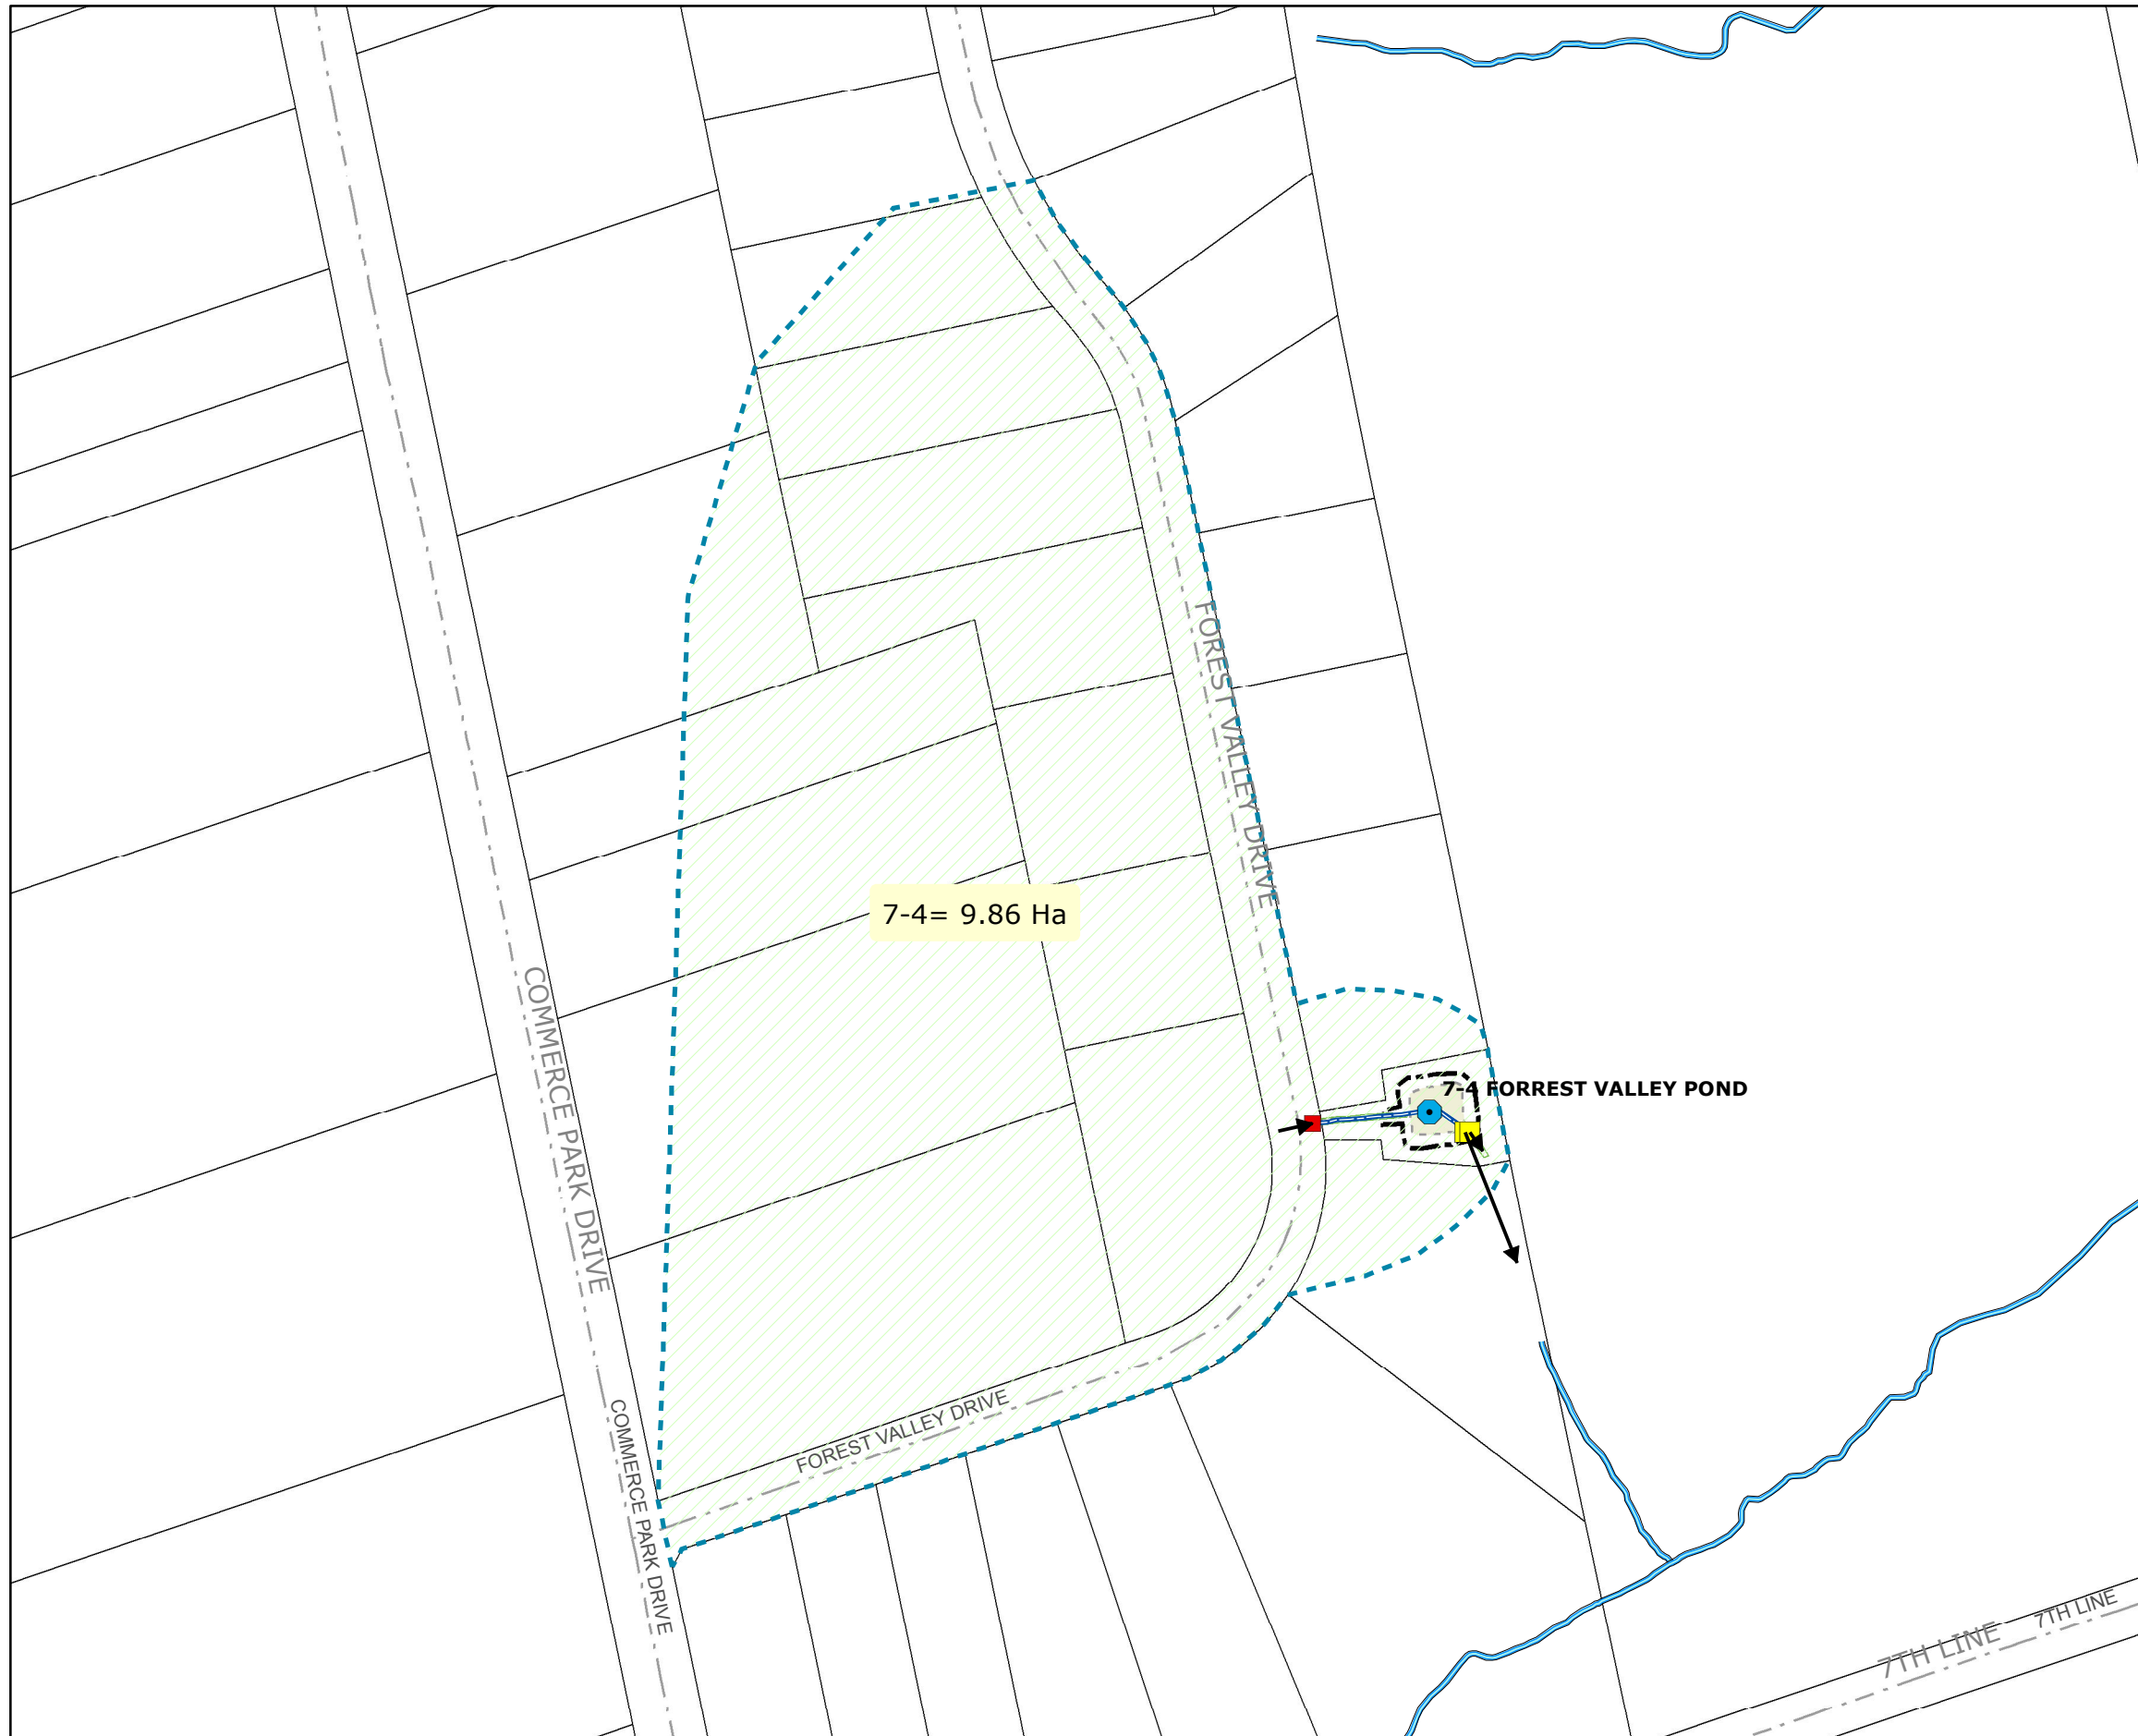 FOREST VALLEY DRIVE
7-4= 9.86 Ha
COMMERCE PARK DRIVE
7-4 FORREST VALLEY POND
FOREST VALLEY DRIVE
COMMERCE PARK DRIVE
7TH LINE
7TH LINE